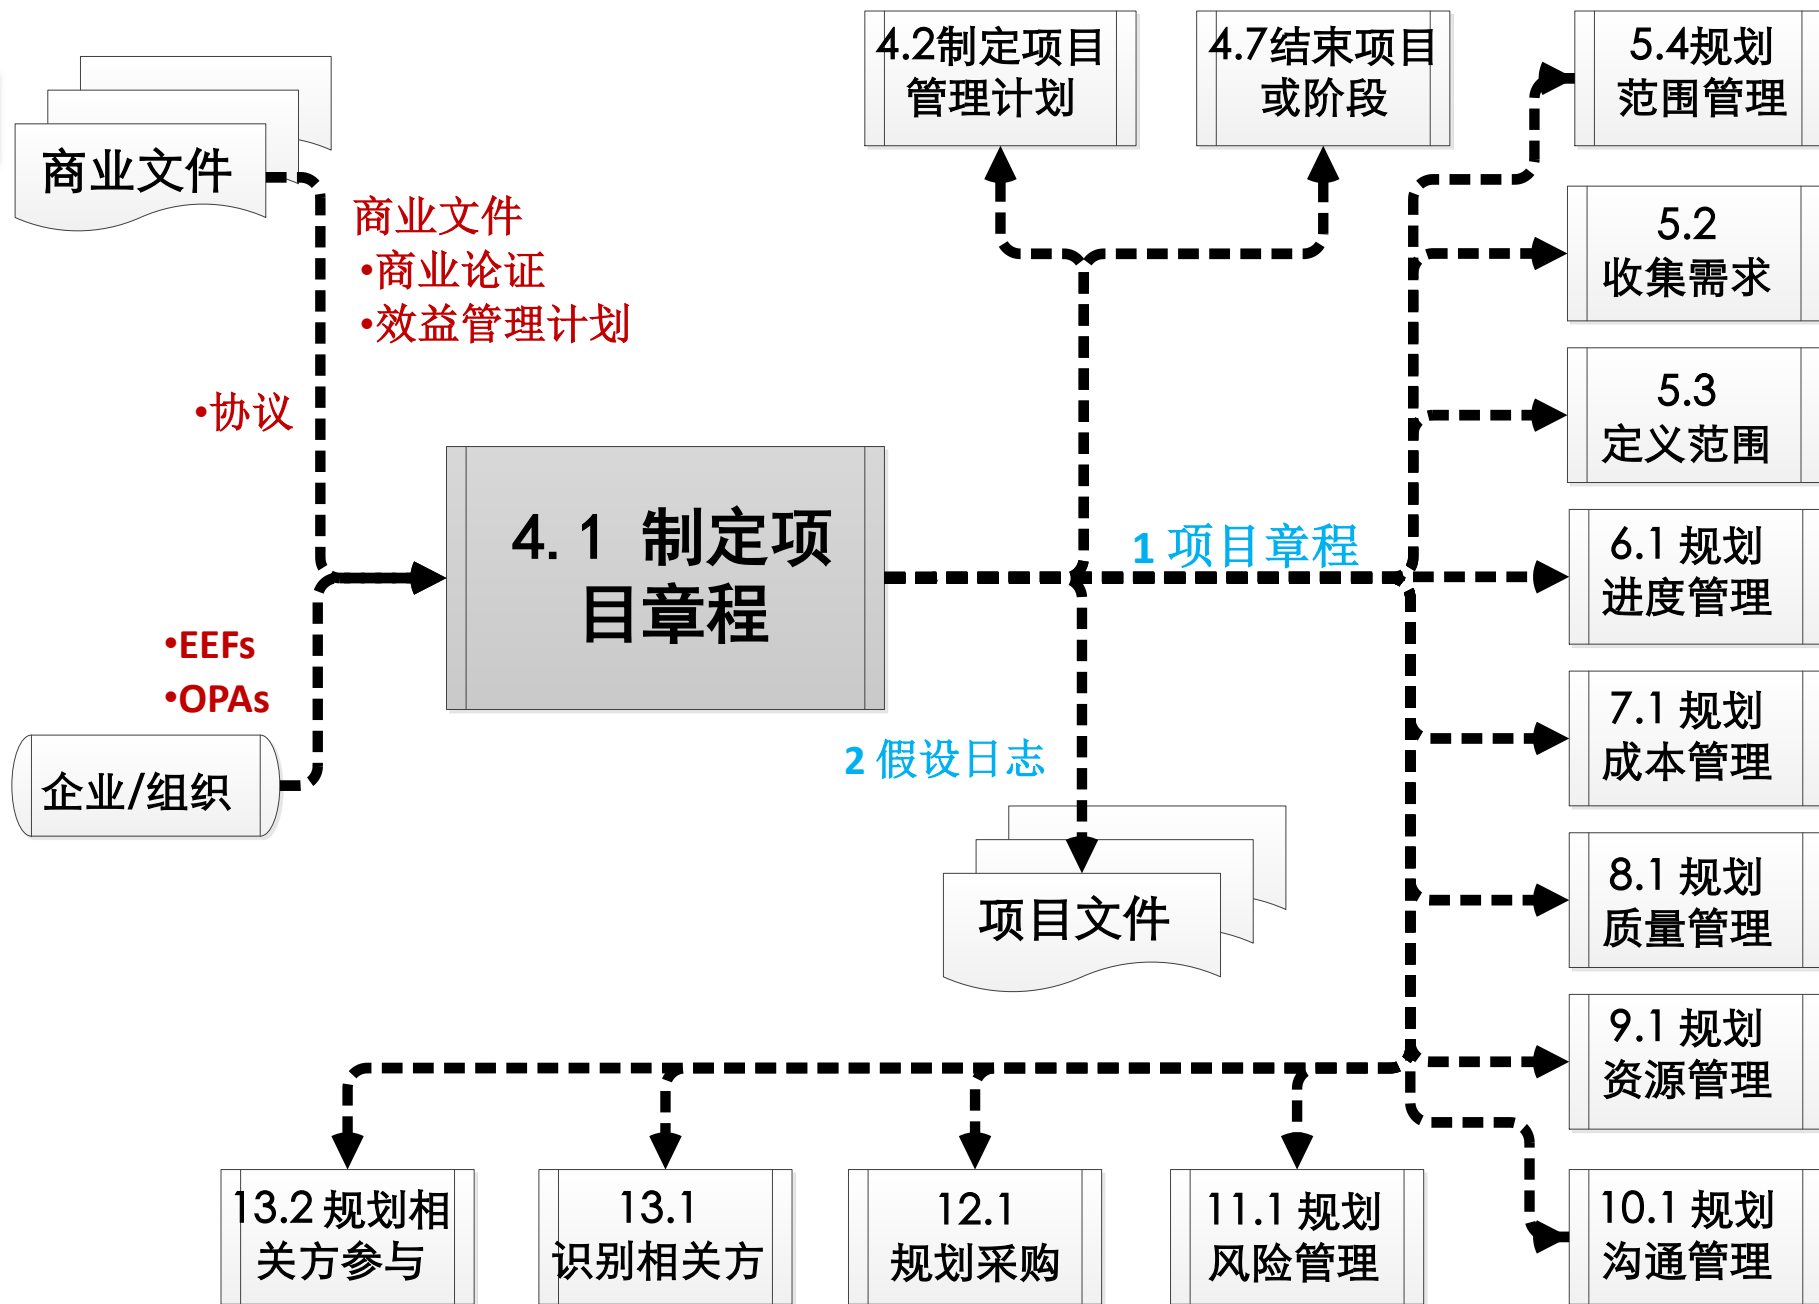 4.2制定项目
管理计划
4.7结束项目
或阶段
5.4规划
范围管理
商业文件
商业文件
•商业论证
•效益管理计划
5.2
收集需求
•协议
5.3
定义范围
4.1 制定项
目章程
1 项目章程
6.1 规划
进度管理
•EEFs
•OPAs
7.1 规划
成本管理
2 假设日志
企业/组织
8.1 规划
质量管理
项目文件
9.1 规划
资源管理
13.2 规划相
关方参与
13.1
识别相关方
12.1
规划采购
11.1 规划
风险管理
10.1 规划
沟通管理